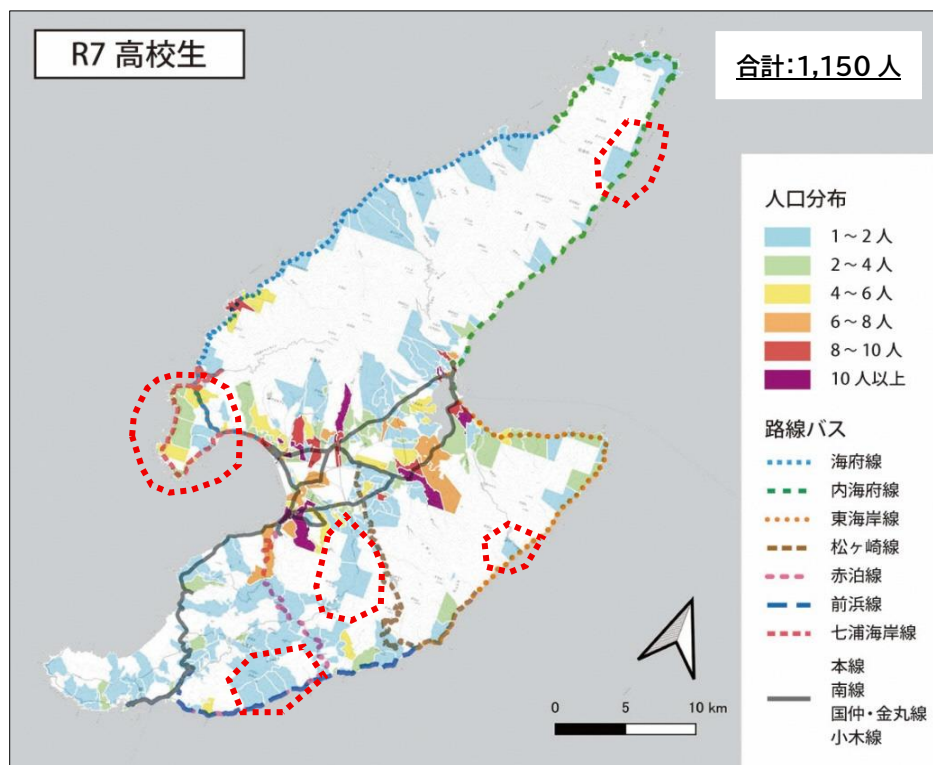 R7 高校生
合計:1,150 人
人口分布
1～2人
2～4人
4～6人
6～8人
8～10人
10人以上
路線バス
海府線
内海府線
東海岸線
松ヶ崎線
赤泊線
前浜線
七浦海岸線
本線
南線
国仲・金丸線
小木線
0 5 10 km